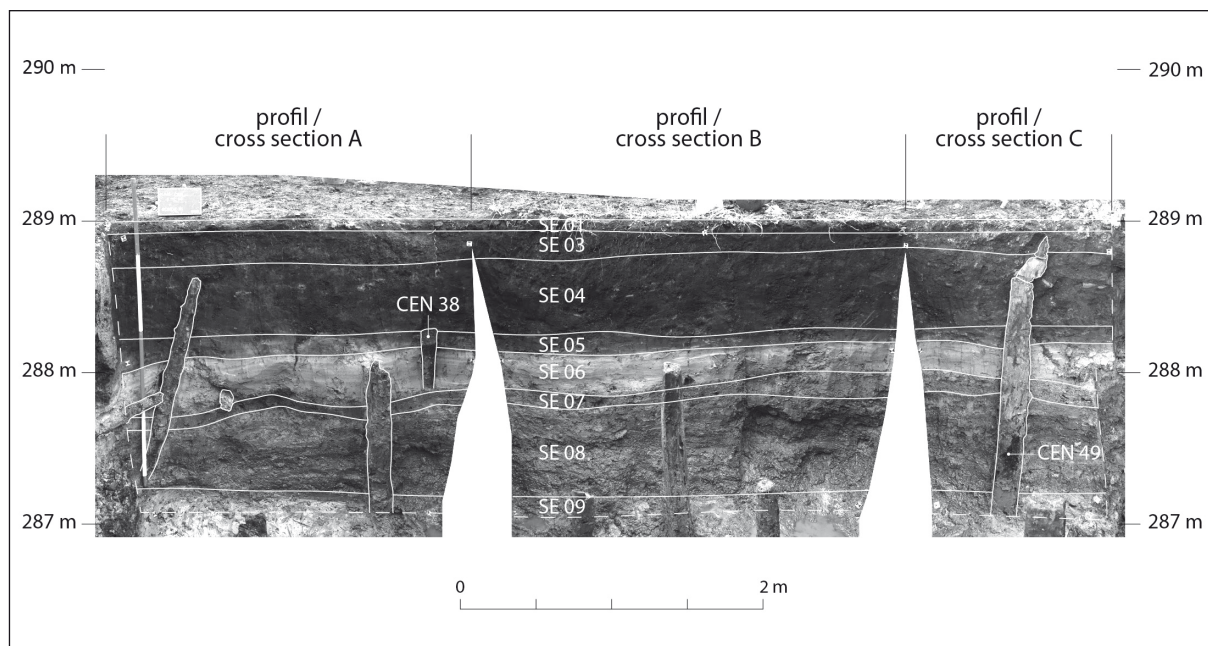 290 m
290 m
profil /
cross section A
profil /
cross section B
profil /
cross section C
289 m
289 m
SE 01
SE 03
SE 04
CEN 38
SE 05
288 m
SE 06
288 m
SE 07
SE 08
CEN 49
SE 09
287 m
287 m
0
2 m